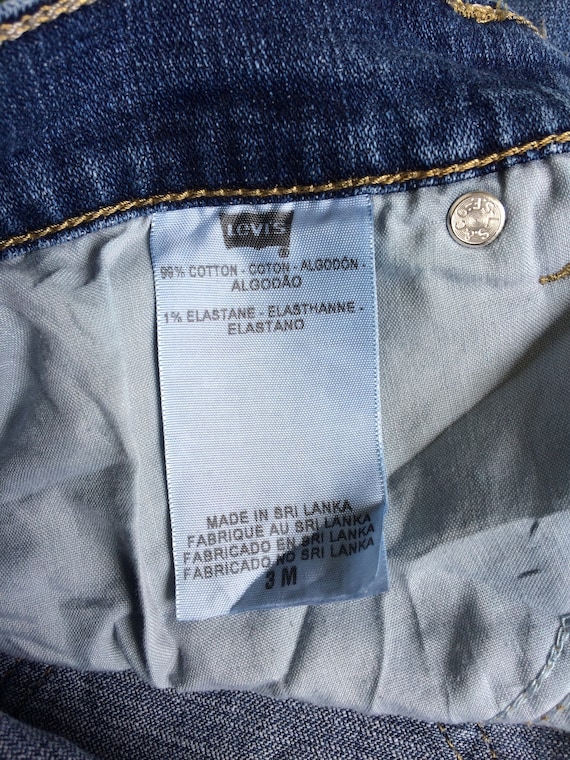 Levi's
®
99% COTTON - COTON - ALGODÓN -
ALGODÃO
1% ELASTANE - ELASTHANNE -
ELASTANO
MADE IN SRI LANKA
FABRIQUE AU SRI LANKA
FABRICADO EN SRI LANKA
FABRICADO NO SRI LANKA
3 M